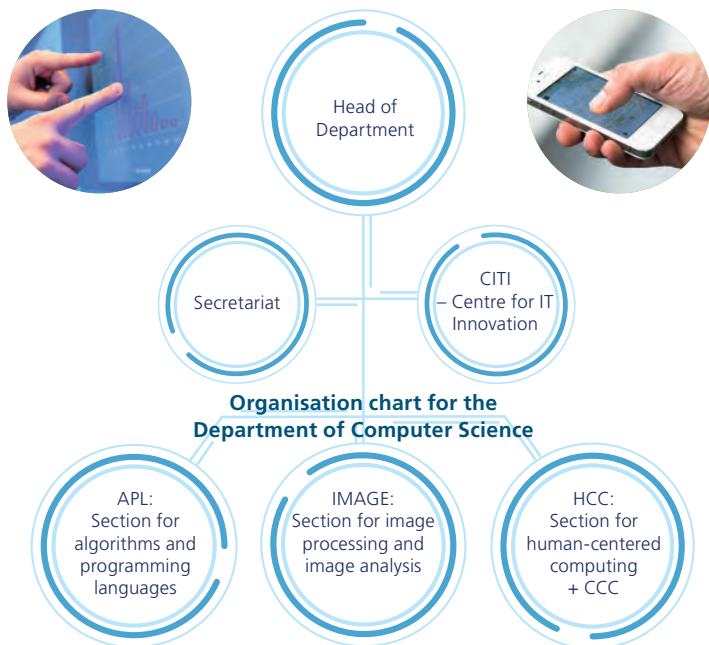 Head of
Department
Secretariat
CITI
– Centre for IT
Innovation
Organisation chart for the
Department of Computer Science
APL:
Section for
algorithms and
programming
languages
IMAGE:
Section for image
processing and
image analysis
HCC:
Section for
human-centered
computing
+ CCC